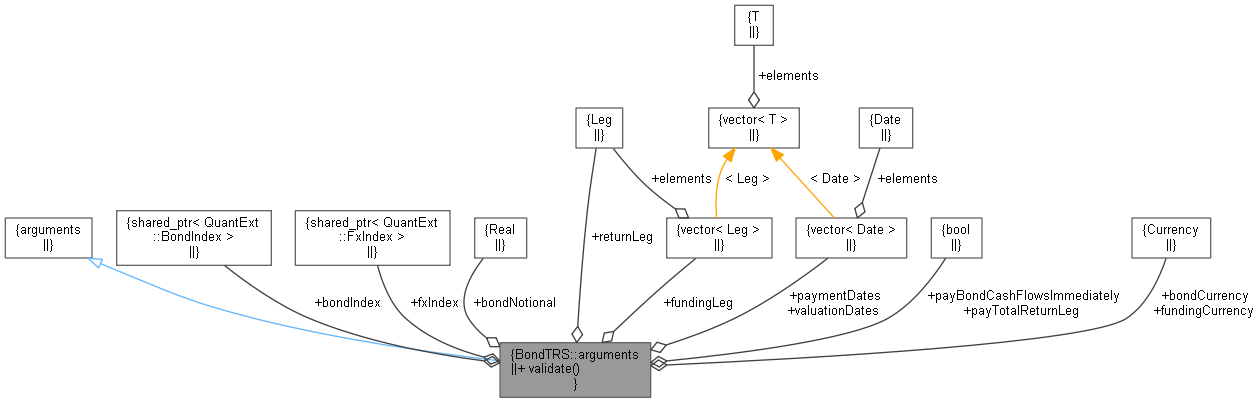 {T
||}
+elements
{Leg
||}
{vector< T >
||}
{Date
||}
+elements
< Leg >
< Date >
+elements
{arguments
||}
{shared_ptr< QuantExt
::BondIndex >
||}
{shared_ptr< QuantExt
::FxIndex >
||}
{Real
||}
+returnLeg
{vector< Leg >
||}
{vector< Date >
||}
{bool
||}
{Currency
||}
+bondIndex
+fxIndex
+bondNotional
+fundingLeg
+paymentDates
+valuationDates
+payBondCashFlowsImmediately
+payTotalReturnLeg
+bondCurrency
+fundingCurrency
{BondTRS::arguments
||+ validate()
}